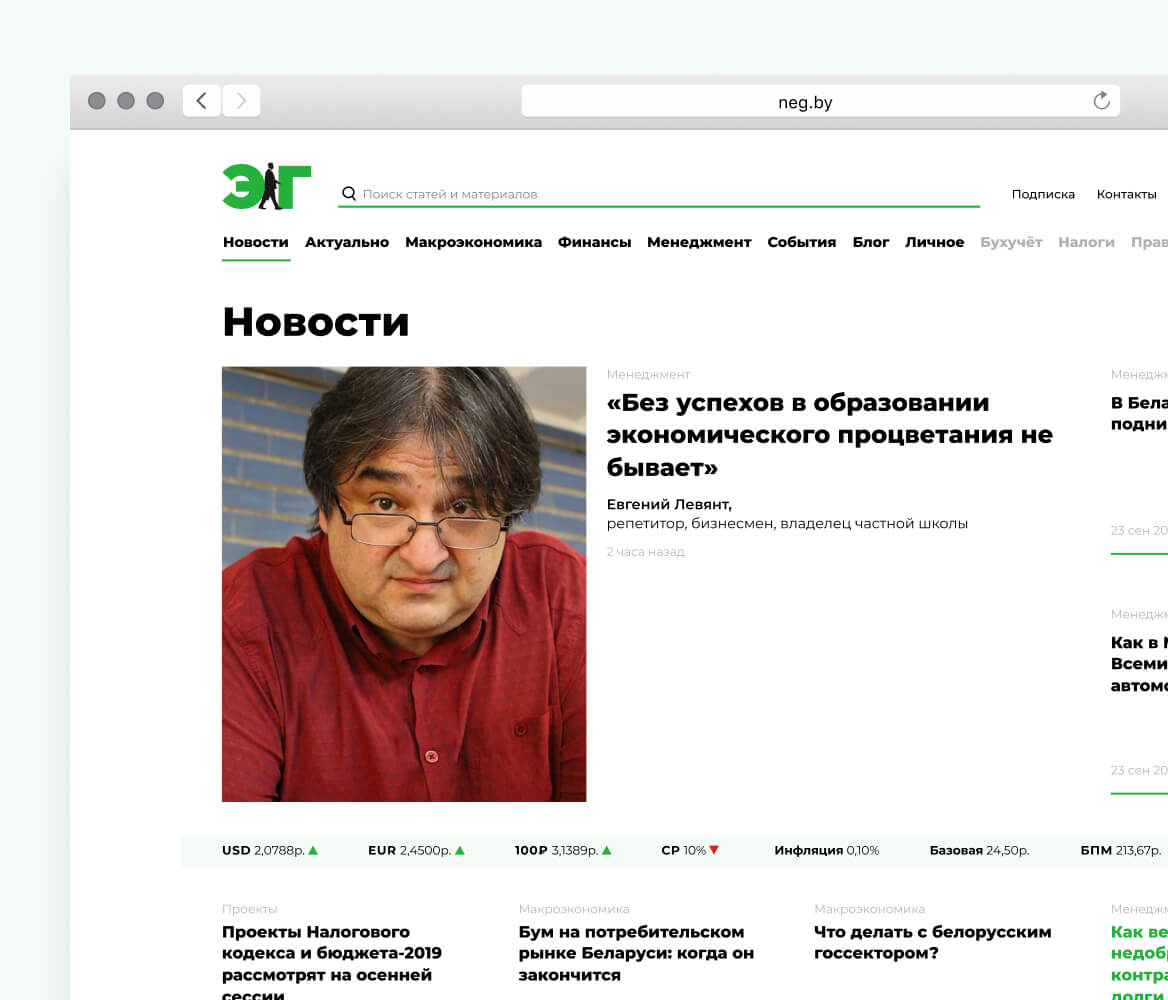 neg.by
ЭГ
Поиск статей и материалов
Подписка Контакты
Новости Актуально Макроэкономика Финансы Менеджмент События Блог Личное Бухучёт Налоги Прав
Новости
Менеджмент
«Без успехов в образовании
экономического процветания не
бывает»
Евгений Левянт,
репетитор, бизнесмен, владелец частной школы
2 часа назад
Менеджм
В Бела
подни
23 сен 20
Менеджм
Как в
Всеми
автомо
23 сен 20
USD 2,0788р. EUR 2,4500р. 100₽ 3,1389р. СР 10% Инфляция 0,10% Базовая 24,50р. БПМ 213,67р.
Проекты
Проекты Налогового
кодекса и бюджета-2019
рассмотрят на осенней
сессии
Макроэкономика
Бум на потребительском
рынке Беларуси: когда он
закончится
Макроэкономика
Что делать с белорусским
госсектором?
Менеджм
Как ве
недобр
контра
долги